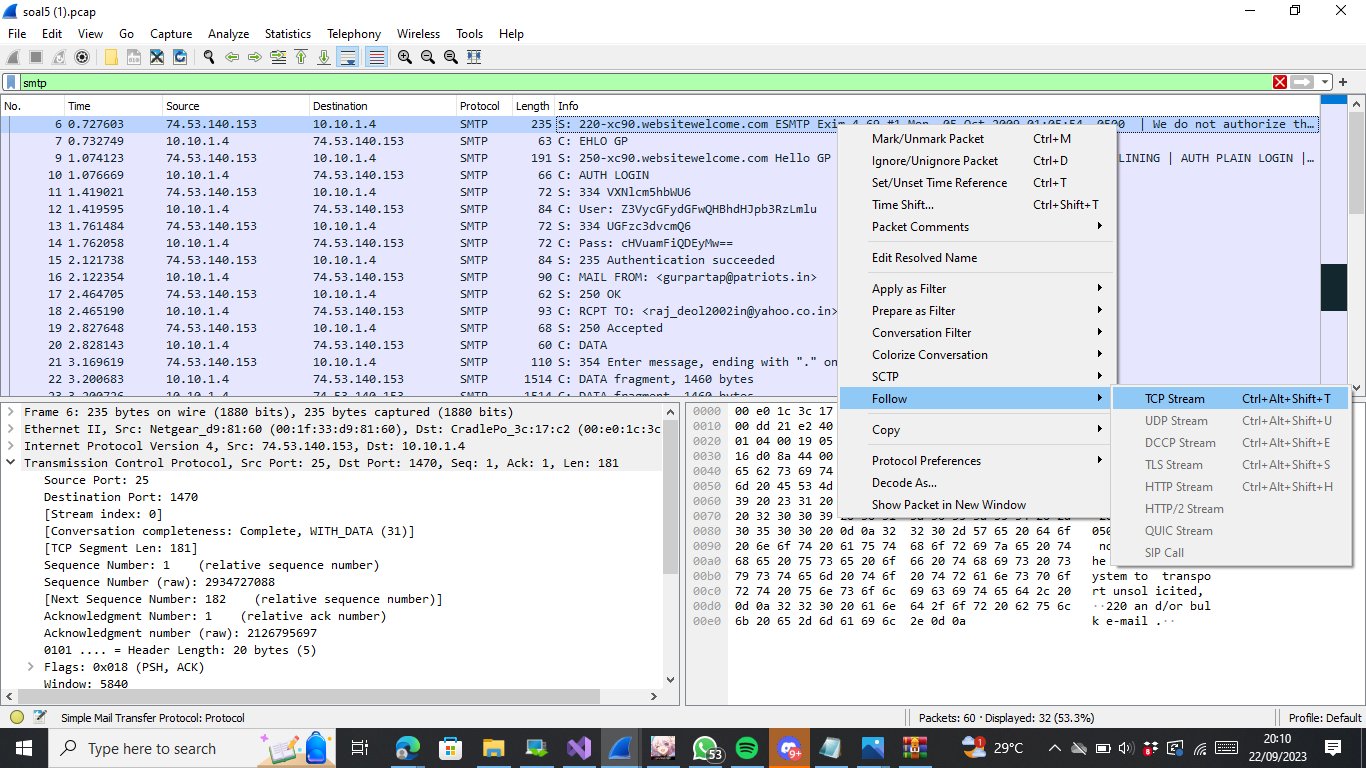 soal5 (1).pcap
File Edit View Go Capture Analyze Statistics Telephony Wireless Tools Help
smtp
No. Time Source Destination Protocol Length Info
6 0.727603 74.53.140.153 10.10.1.4 SMTP 235 S: 220-xc90.websitewelcome.com ESMTP Exim 4.69 #1 Mon, 05 Oct 2009 01:05:54 -0500 | We do not authorize th…
7 0.732749 10.10.1.4 74.53.140.153 SMTP 63 C: EHLO GP
9 1.074123 74.53.140.153 10.10.1.4 SMTP 191 S: 250-xc90.websitewelcome.com Hello GP LINING | AUTH PLAIN LOGIN |…
10 1.076669 10.10.1.4 74.53.140.153 SMTP 66 C: AUTH LOGIN
11 1.419021 74.53.140.153 10.10.1.4 SMTP 72 S: 334 VXNlcm5hbWU6
12 1.419595 10.10.1.4 74.53.140.153 SMTP 84 C: User: Z3VycGFydGFwQHBhdHJpb3RzLmlu
13 1.761484 74.53.140.153 10.10.1.4 SMTP 72 S: 334 UGFzc3dvcmQ6
14 1.762058 10.10.1.4 74.53.140.153 SMTP 72 C: Pass: cHVuamFiQDEyMw==
15 2.121738 74.53.140.153 10.10.1.4 SMTP 84 S: 235 Authentication succeeded
16 2.122354 10.10.1.4 74.53.140.153 SMTP 90 C: MAIL FROM: <gurpartap@patriots.in>
17 2.464705 74.53.140.153 10.10.1.4 SMTP 62 S: 250 OK
18 2.465190 10.10.1.4 74.53.140.153 SMTP 93 C: RCPT TO: <raj_deol2002in@yahoo.co.in>
19 2.827648 74.53.140.153 10.10.1.4 SMTP 68 S: 250 Accepted
20 2.828143 10.10.1.4 74.53.140.153 SMTP 60 C: DATA
21 3.169619 74.53.140.153 10.10.1.4 SMTP 110 S: 354 Enter message, ending with "." on
22 3.200683 10.10.1.4 74.53.140.153 SMTP 1514 C: DATA fragment, 1460 bytes
23 3.200726 10.10.1.4 74.53.140.153 SMTP 1514 C: DATA fragment, 1460 bytes
Mark/Unmark Packet Ctrl+M
Ignore/Unignore Packet Ctrl+D
Set/Unset Time Reference Ctrl+T
Time Shift... Ctrl+Shift+T
Packet Comments
Edit Resolved Name
Apply as Filter
Prepare as Filter
Conversation Filter
Colorize Conversation
SCTP
Follow
Copy
Protocol Preferences
Decode As...
Show Packet in New Window
TCP Stream Ctrl+Alt+Shift+T
UDP Stream Ctrl+Alt+Shift+U
DCCP Stream Ctrl+Alt+Shift+E
TLS Stream Ctrl+Alt+Shift+S
HTTP Stream Ctrl+Alt+Shift+H
HTTP/2 Stream
QUIC Stream
SIP Call
Frame 6: 235 bytes on wire (1880 bits), 235 bytes captured (1880 bits)
Ethernet II, Src: Netgear_d9:81:60 (00:1f:33:d9:81:60), Dst: CradlePo_3c:17:c2 (00:e0:1c:3c
Internet Protocol Version 4, Src: 74.53.140.153, Dst: 10.10.1.4
Transmission Control Protocol, Src Port: 25, Dst Port: 1470, Seq: 1, Ack: 1, Len: 181
Source Port: 25
Destination Port: 1470
[Stream index: 0]
[Conversation completeness: Complete, WITH_DATA (31)]
[TCP Segment Len: 181]
Sequence Number: 1 (relative sequence number)
Sequence Number (raw): 2934727088
[Next Sequence Number: 182 (relative sequence number)]
Acknowledgment Number: 1 (relative ack number)
Acknowledgment number (raw): 2126795697
0101 .... = Header Length: 20 bytes (5)
Flags: 0x018 (PSH, ACK)
Window: 5840
0000 00 e0 1c 3c 17
0010 00 dd 21 e2 40
0020 01 04 00 19 05
0030 16 d0 8a 44 00
0040 65 62 73 69 74
0050 6d 20 45 53 4d
0060 39 20 23 31 20
0070 20 32 30 30 39
0080 30 35 30 30 20 0d 0a 32 32 30 2d 57 65 20 64 6f 050
0090 20 6e 6f 74 20 61 75 74 68 6f 72 69 7a 65 20 74 no
00a0 68 65 20 75 73 65 20 6f 66 20 74 68 69 73 20 73 he
00b0 79 73 74 65 6d 20 74 6f 20 74 72 61 6e 73 70 6f ystem to transpo
00c0 72 74 20 75 6e 73 6f 6c 69 63 69 74 65 64 2c 20 rt unsol icited,
00d0 0d 0a 32 32 30 20 61 6e 64 2f 6f 72 20 62 75 6c ··220 an d/or bul
00e0 6b 20 65 2d 6d 61 69 6c 2e 0d 0a k e-mail .··
Simple Mail Transfer Protocol: Protocol
Packets: 60 · Displayed: 32 (53.3%)
Profile: Default
Type here to search
53
9+
29°C
20:10
22/09/2023